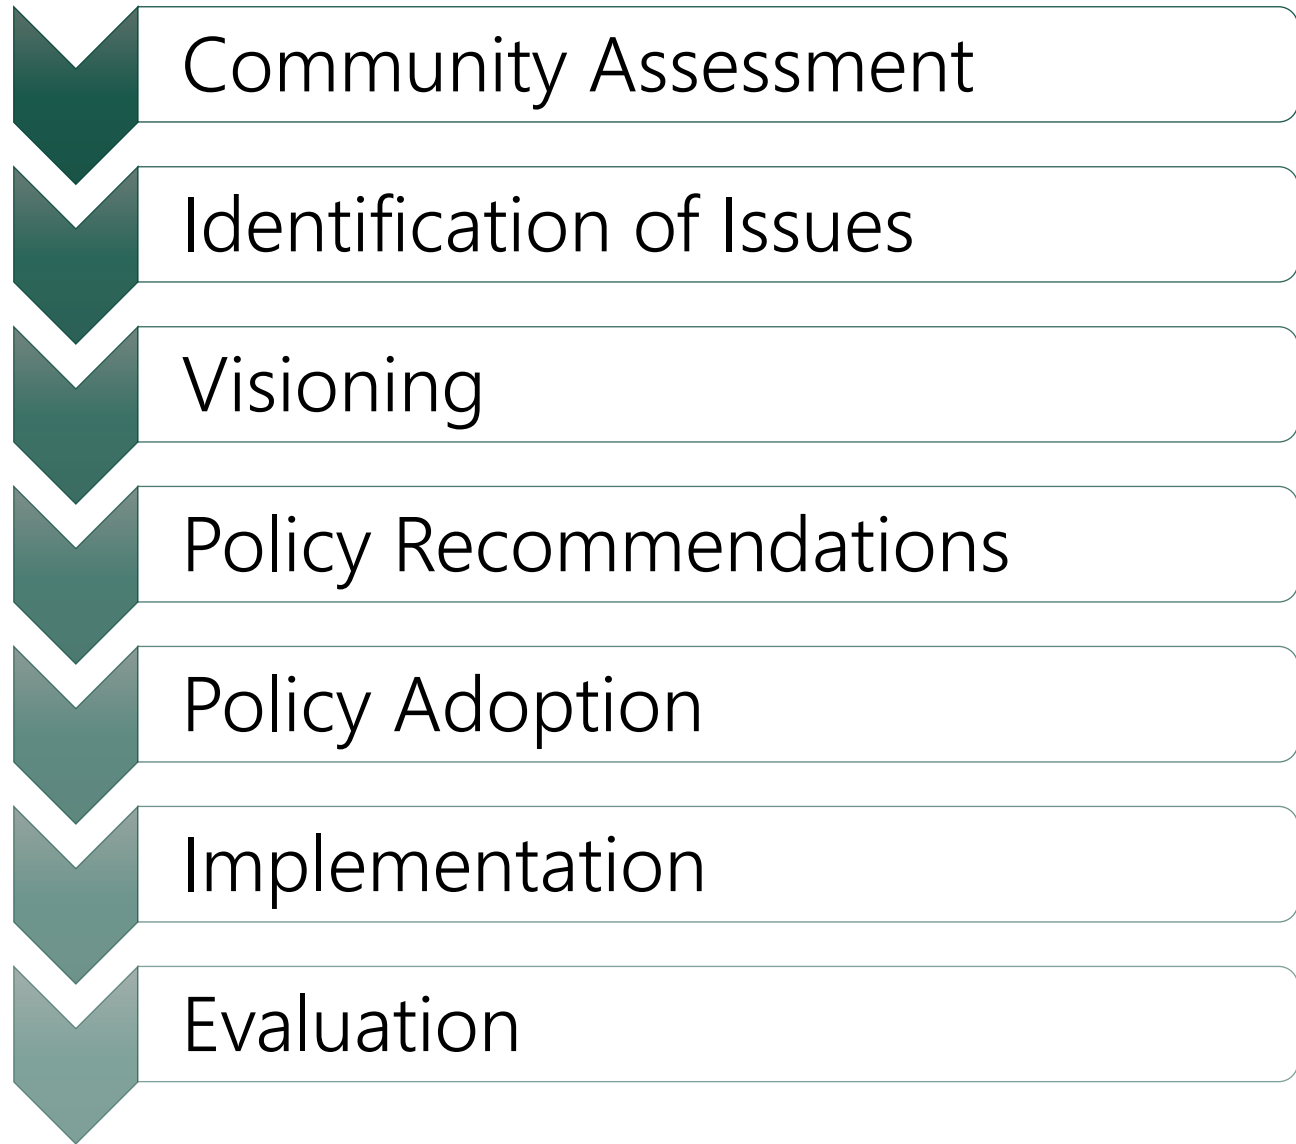 Community Assessment
Identification of Issues
Visioning
Policy Recommendations
Policy Adoption
Implementation
Evaluation